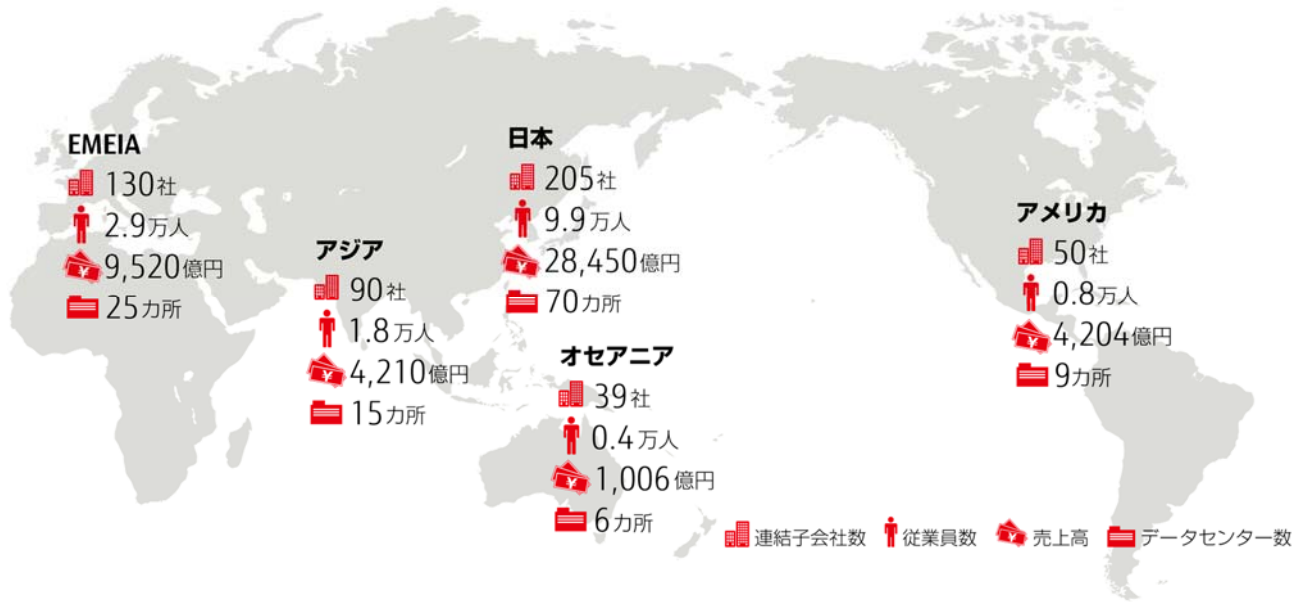 EMEIA
130社
2.9万人
9,520億円
25カ所
アジア
90社
1.8万人
4,210億円
15カ所
日本
205社
9.9万人
28,450億円
70カ所
オセアニア
39社
0.4万人
1,006億円
6カ所
アメリカ
50社
0.8万人
4,204億円
9カ所
連結子会社数 従業員数 売上高 データセンター数